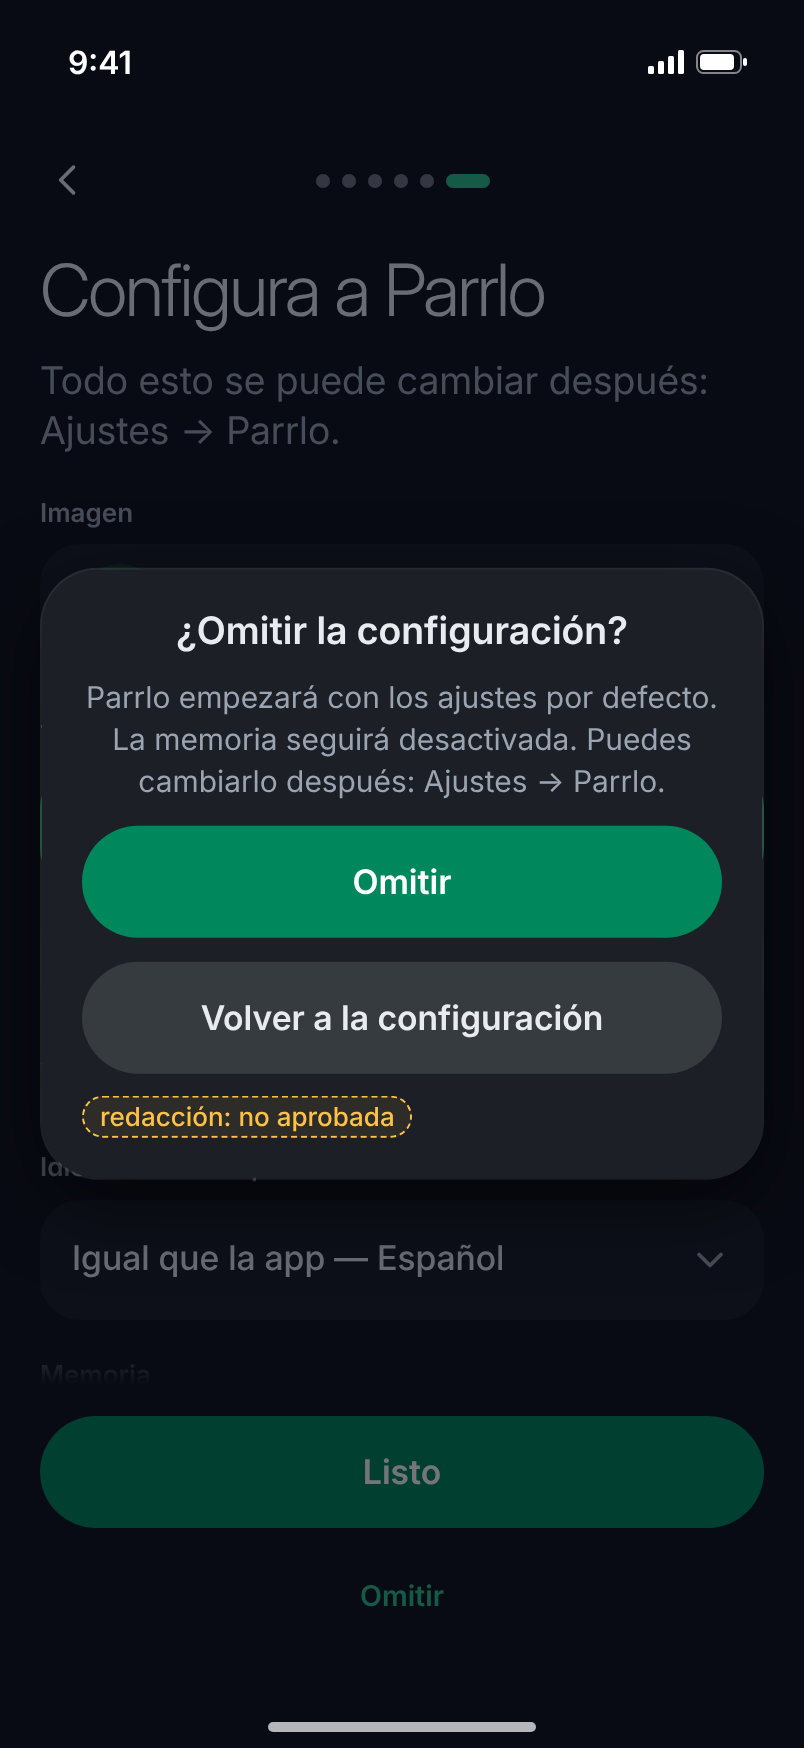 9:41
Configura a Parrlo
Todo esto se puede cambiar después:
Ajustes → Parrlo.
Imagen
¿Omitir la configuración?
Parrlo empezará con los ajustes por defecto.
La memoria seguirá desactivada. Puedes
cambiarlo después: Ajustes → Parrlo.
Omitir
Volver a la configuración
redacción: no aprobada
Igual que la app — Español
Memoria
Listo
Omitir